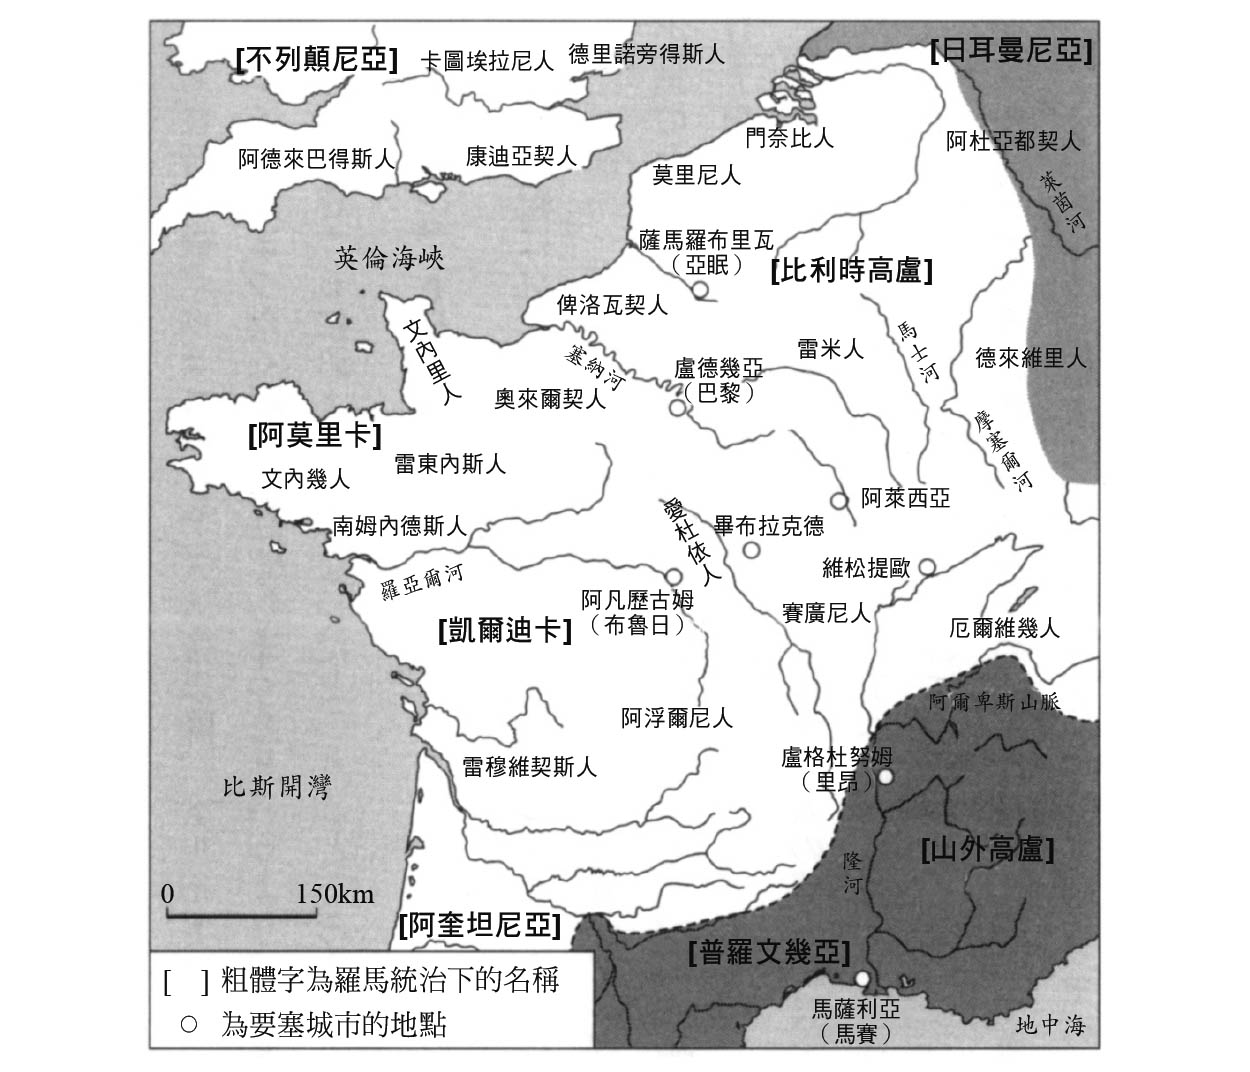 [不列顛尼亞]
卡圖埃拉尼人
德里諾旁得斯人
[日耳曼尼亞]
阿德來巴得斯人
康迪亞契人
門奈比人
阿杜亞都契人
莫里尼人
萊茵河
英倫海峽
薩馬羅布里瓦
（亞眠）
[比利時高盧]
俾洛瓦契人
文內里人
塞納河
雷米人
馬士河
德來維里人
盧德幾亞
（巴黎）
奧來爾契人
[阿莫里卡]
雷東內斯人
文內幾人
摩塞爾河
阿萊西亞
南姆內德斯人
愛杜依人
畢布拉克德
維松提歐
羅亞爾河
阿凡歷古姆
（布魯日）
賽廣尼人
厄爾維幾人
[凱爾迪卡]
阿爾卑斯山脈
阿浮爾尼人
雷穆維契斯人
盧格杜努姆
（里昂）
比斯開灣
[山外高盧]
隆河
0 150km
[阿奎坦尼亞]
[普羅文幾亞]
馬薩利亞
（馬賽）
地中海
[ ] 粗體字為羅馬統治下的名稱
○ 為要塞城市的地點